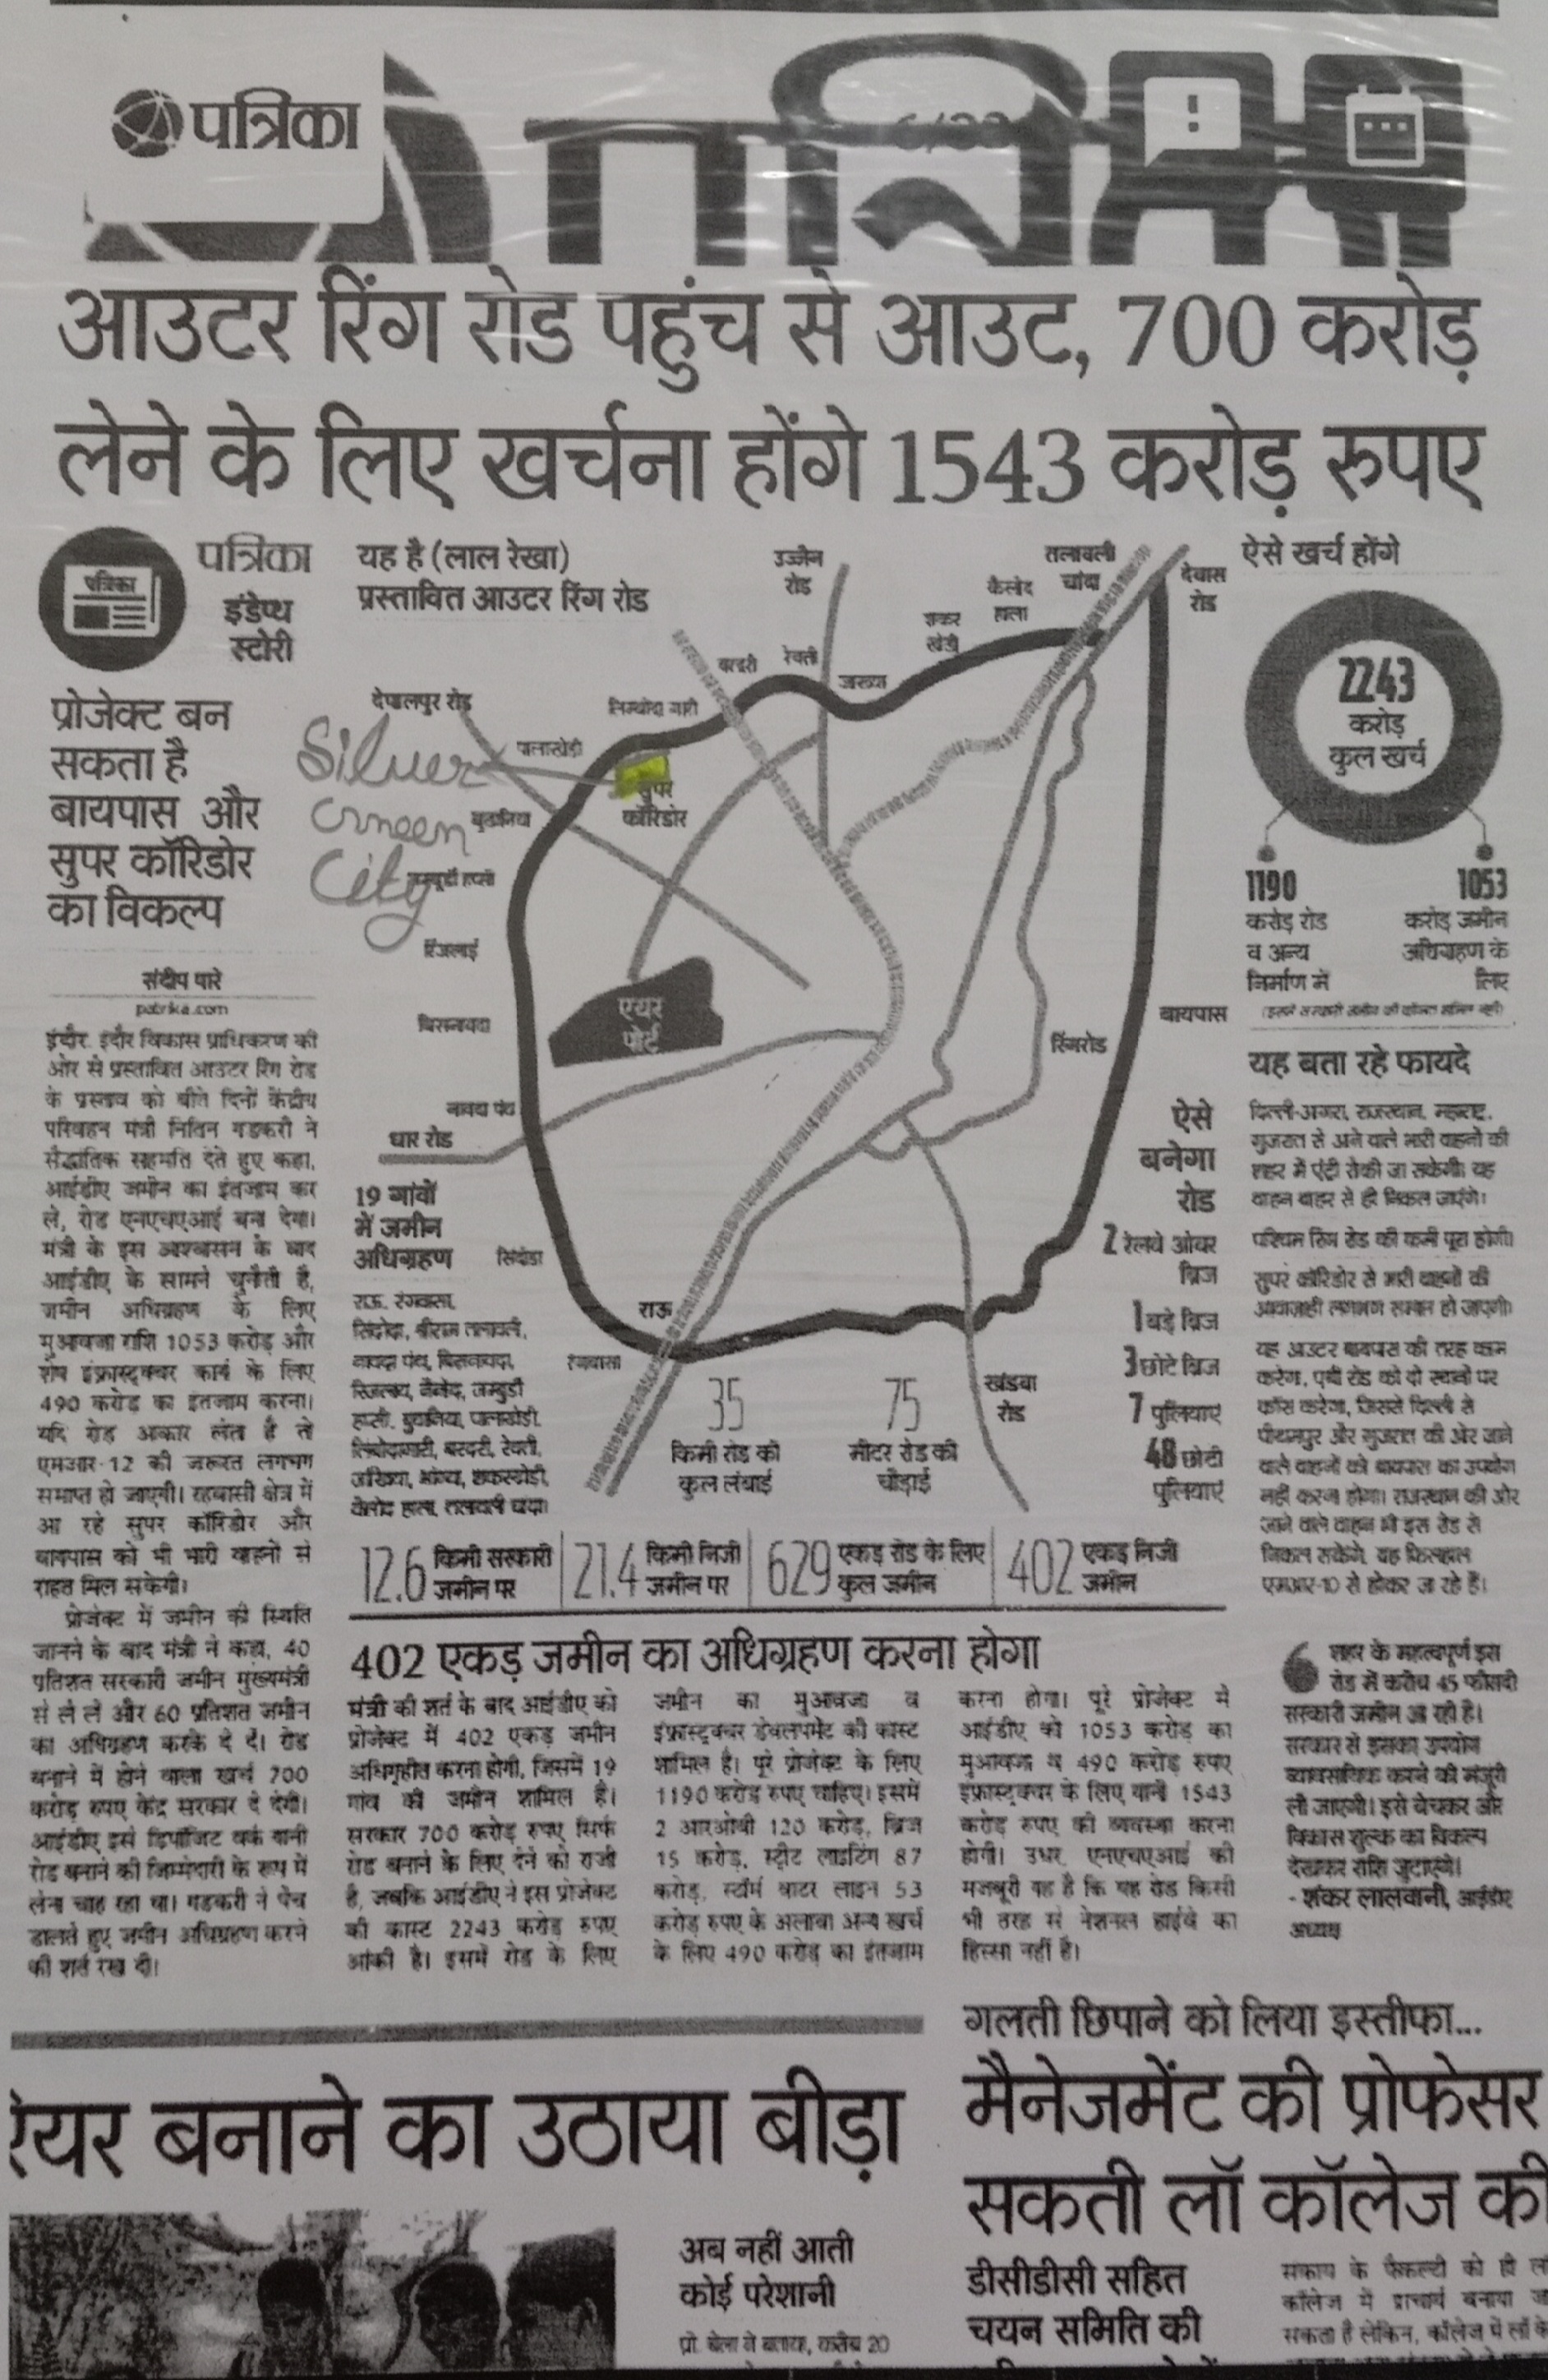 पत्रिका
आउटर रिंग रोड पहुंच से आउट, 700 करोड़
लेने के लिए खर्चना होंगे 1543 करोड़ रुपए
पत्रिका
पत्रिका
इंडेप्थ
स्टोरी
प्रोजेक्ट बन
सकता है
बायपास और
सुपर कॉरिडोर
का विकल्प
संदीप पारे
patrika.com
इंदौर. इंदौर विकास प्राधिकरण की
ओर से प्रस्तावित आउटर रिंग रोड
के प्रस्ताव को बीते दिनों केंद्रीय
परिवहन मंत्री नितिन गडकरी ने
सैद्धांतिक सहमति देते हुए कहा,
आईडीए जमीन का इंतजाम कर
ले, रोड एनएचएआई बना देगा।
मंत्री के इस आश्वासन के बाद
आईडीए के सामने चुनौती है,
जमीन अधिग्रहण के लिए
मुआवजा राशि 1053 करोड़ और
शेष इंफ्रास्ट्रक्चर कार्य के लिए
490 करोड़ का इंतजाम करना।
यदि रोड आकार लेता है तो
एमआर-12 की जरूरत लगभग
समाप्त हो जाएगी। रहवासी क्षेत्र में
आ रहे सुपर कॉरिडोर और
बायपास को भी भारी वाहनों से
राहत मिल सकेगी।
प्रोजेक्ट में जमीन की स्थिति
जानने के बाद मंत्री ने कहा, 40
प्रतिशत सरकारी जमीन मुख्यमंत्री
से ले लें और 60 प्रतिशत जमीन
का अधिग्रहण करके दे दें। रोड
बनाने में होने वाला खर्च 700
करोड़ रुपए केंद्र सरकार दे देगी।
आईडीए इसे डिपॉजिट वर्क यानी
रोड बनाने की जिम्मेदारी के रूप में
लेना चाह रहा था। गडकरी ने पेंच
डालते हुए जमीन अधिग्रहण करने
की शर्त रख दी।
यह है (लाल रेखा)
प्रस्तावित आउटर रिंग रोड
उज्जैन
रोड
तलावली
चांदा
देवास
रोड
कैलोद
हाला
शकर
खेड़ी
बरदरी
रेवती
जाख्या
लिम्बोदा गारी
देपालपुर रोड
पालाखेड़ी
Silver
Green
City
सुपर
कॉरिडोर
बुढ़ानिया
जम्बूडी हप्सी
रिंजलाई
एयर
पोर्ट
बिसनावदा
नावदा पंथ
धार रोड
सिंदोडा
राऊ
रंगवासा
बायपास
रिंगरोड
खंडवा
रोड
19 गांवों
में जमीन
अधिग्रहण
राऊ, रंगवासा,
सिंदोडा, श्रीराम तलावली,
नावदा पंथ, बिसनावदा,
रिजलाय, नैनोद, जम्बुडी
हप्सी, बुढ़ानिया, पालाखेड़ी,
लिंबोदागारी, बरदरी, रेवती,
जाख्या, भांग्या, शकरखेड़ी,
कैलोद हाला, तलावली चांदा।
35
किमी रोड की
कुल लंबाई
75
मीटर रोड की
चौड़ाई
ऐसे
बनेगा
रोड
2 रेलवे ओवर
ब्रिज
1 बड़े ब्रिज
3 छोटे ब्रिज
7 पुलियाएं
48 छोटी
पुलियाएं
12.6 किमी सरकारी
जमीन पर
21.4 किमी निजी
जमीन पर
629 एकड़ रोड के लिए
कुल जमीन
402 एकड़ निजी
जमीन
ऐसे खर्च होंगे
2243
करोड़
कुल खर्च
1190
करोड़ रोड
व अन्य
निर्माण में
1053
करोड़ जमीन
अधिग्रहण के
लिए
(इसमें सरकारी जमीन की कीमत शामिल नहीं)
यह बता रहे फायदे
दिल्ली-आगरा, राजस्थान, महाराष्ट्र,
गुजरात से आने वाले भारी वाहनों की
शहर में एंट्री रोकी जा सकेगी। यह
वाहन बाहर से ही निकल जाएंगे।
पश्चिम रिंग रोड की कमी पूरा होगी।
सुपर कॉरिडोर से भारी वाहनों की
आवाजाही लगभग समाप्त हो जाएगी।
यह आउटर बायपास की तरह काम
करेगा, एबी रोड को दो स्थानों पर
क्रॉस करेगा, जिससे दिल्ली से
पीथमपुर और गुजरात की ओर जाने
वाले वाहनों को बायपास का उपयोग
नहीं करना होगा। राजस्थान की ओर
जाने वाले वाहन भी इस रोड से
निकल सकेंगे, यह फिलहाल
एमआर-10 से होकर जा रहे हैं।
402 एकड़ जमीन का अधिग्रहण करना होगा
मंत्री की शर्त के बाद आईडीए को
प्रोजेक्ट में 402 एकड़ जमीन
अधिगृहीत करना होगी, जिसमें 19
गांव की जमीन शामिल है।
सरकार 700 करोड़ रुपए सिर्फ
रोड बनाने के लिए देने को राजी
है, जबकि आईडीए ने इस प्रोजेक्ट
की कास्ट 2243 करोड़ रुपए
आंकी है। इसमें रोड के लिए
जमीन का मुआवजा व
इंफ्रास्ट्रक्चर डेवलपमेंट की कास्ट
शामिल है। पूरे प्रोजेक्ट के लिए
1190 करोड़ रुपए चाहिए। इसमें
2 आरओबी 120 करोड़, ब्रिज
15 करोड़, स्ट्रीट लाइटिंग 87
करोड़, स्टॉर्म वाटर लाइन 53
करोड़ रुपए के अलावा अन्य खर्च
के लिए 490 करोड़ का इंतजाम
करना होगा। पूरे प्रोजेक्ट में
आईडीए को 1053 करोड़ का
मुआवजा व 490 करोड़ रुपए
इंफ्रास्ट्रक्चर के लिए यानी 1543
करोड़ रुपए की व्यवस्था करना
होगी। उधर, एनएचएआई की
मजबूरी यह है कि यह रोड किसी
भी तरह से नेशनल हाईवे का
हिस्सा नहीं है।
शहर के महत्वपूर्ण इस
रोड में करीब 45 फीसदी
सरकारी जमीन आ रही है।
सरकार से इसका उपयोग
व्यावसायिक करने की मंजूरी
ली जाएगी। इसे बेचकर और
विकास शुल्क का विकल्प
देखकर राशि जुटाएंगे।
- शंकर लालवानी, आईडीए
अध्यक्ष
रेयर बनाने का उठाया बीड़ा
अब नहीं आती
कोई परेशानी
प्रो. बेला ने बताया, करीब 20
गलती छिपाने को लिया इस्तीफा...
मैनेजमेंट की प्रोफेसर
सकती लॉ कॉलेज की
डीसीडीसी सहित
चयन समिति की
संकाय के फैकल्टी को ही लॉ
कॉलेज में प्राचार्य बनाया जा
सकता है लेकिन, कॉलेज में लॉ के